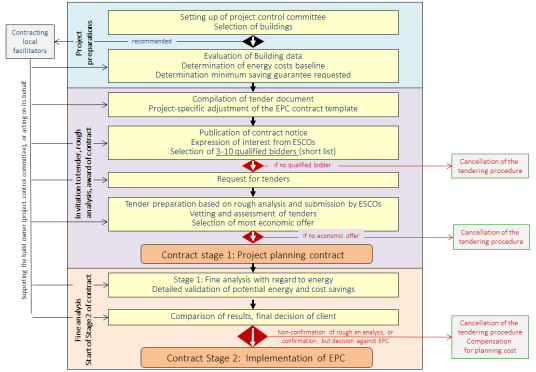 Setting up of project control committee
Selection of buildings
Contracting
local
facilitators
recommended
Project
preparations
Evaluation of Building data
Determination of energy costs baseline
Determination minimum saving guarantee requested
Compilation of tender document
Project-specific adjustment of the EPC contract template
Publication of contract notice
Expression of interest from ESCOs
Selection of 3-10 qualified bidders (short list)
if no qualified bidder
Cancellation of the
tendering procedure
Request for tenders
Invitation to tender, rough
analysis, award of contract
Tender preparation based on rough analysis and submission by ESCOs
Vetting and assessment of tenders
Selection of most economic offer
if no economic offer
Cancellation of the
tendering procedure
Contract stage 1: Project planning contract
Supporting the build owner (project control committee), or acting on its behalf
Fine analysis
Start of Stage 2 of contract
Stage 1: Fine analysis with regard to energy
Detailed validation of potential energy and cost savings
Comparison of results, final decision of client
Non-confirmation of rough an analysis, or
confirmation, but decision against EPC
Cancellation of the
tendering procedure
Compensation
for planning cost
Contract Stage 2: Implementation of EPC